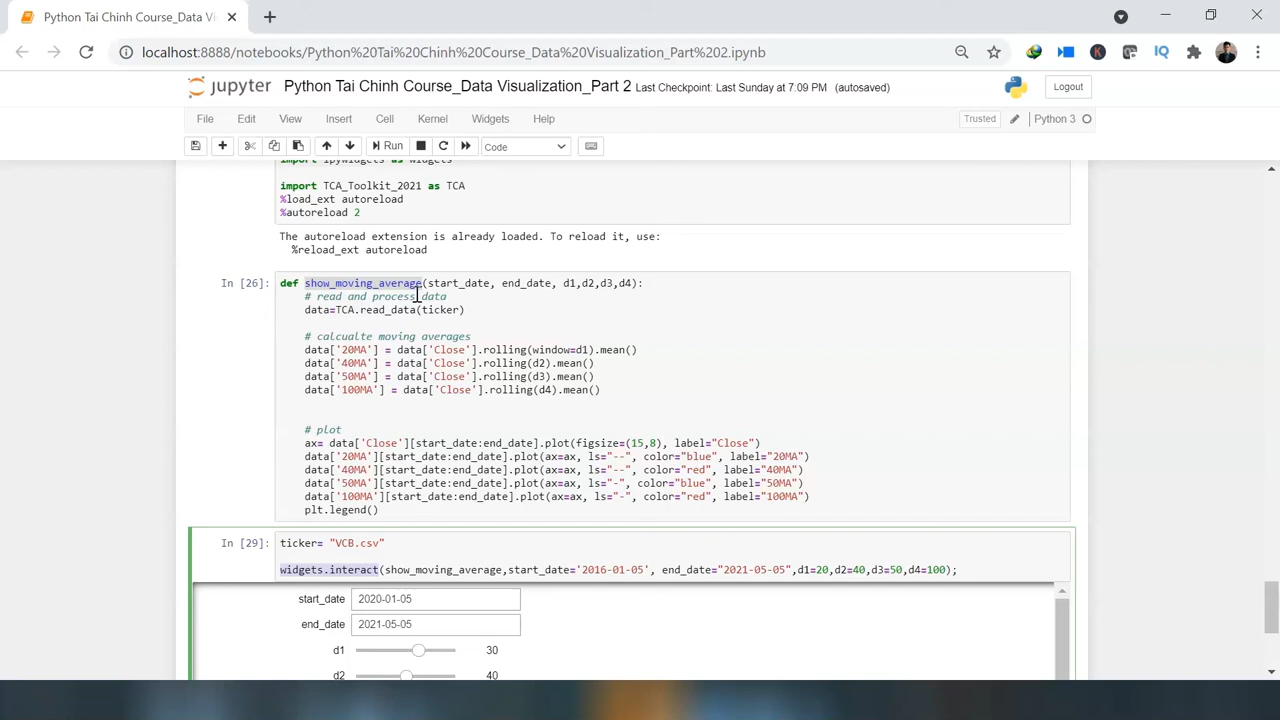 Python Tai Chinh Course_Data Vi
localhost:8888/notebooks/Python%20Tai%20Chinh%20Course_Data%20Visualization_Part%202.ipynb
jupyter Python Tai Chinh Course_Data Visualization_Part 2 Last Checkpoint: Last Sunday at 7:09 PM (autosaved)
Logout
File Edit View Insert Cell Kernel Widgets Help
Trusted Python 3
Run Code
import ipywidgets as widgets
import TCA_Toolkit_2021 as TCA
%load_ext autoreload
%autoreload 2
The autoreload extension is already loaded. To reload it, use:
%reload_ext autoreload
In [26]: def show_moving_average(start_date, end_date, d1,d2,d3,d4):
# read and process data
data=TCA.read_data(ticker)
# calcualte moving averages
data['20MA'] = data['Close'].rolling(window=d1).mean()
data['40MA'] = data['Close'].rolling(d2).mean()
data['50MA'] = data['Close'].rolling(d3).mean()
data['100MA'] = data['Close'].rolling(d4).mean()
# plot
ax= data['Close'][start_date:end_date].plot(figsize=(15,8), label="Close")
data['20MA'][start_date:end_date].plot(ax=ax, ls="--", color="blue", label="20MA")
data['40MA'][start_date:end_date].plot(ax=ax, ls="--", color="red", label="40MA")
data['50MA'][start_date:end_date].plot(ax=ax, ls="-", color="blue", label="50MA")
data['100MA'][start_date:end_date].plot(ax=ax, ls="-", color="red", label="100MA")
plt.legend()
In [29]: ticker= "VCB.csv"
widgets.interact(show_moving_average,start_date='2016-01-05', end_date="2021-05-05",d1=20,d2=40,d3=50,d4=100);
start_date 2020-01-05
end_date 2021-05-05
d1 30
d2 40